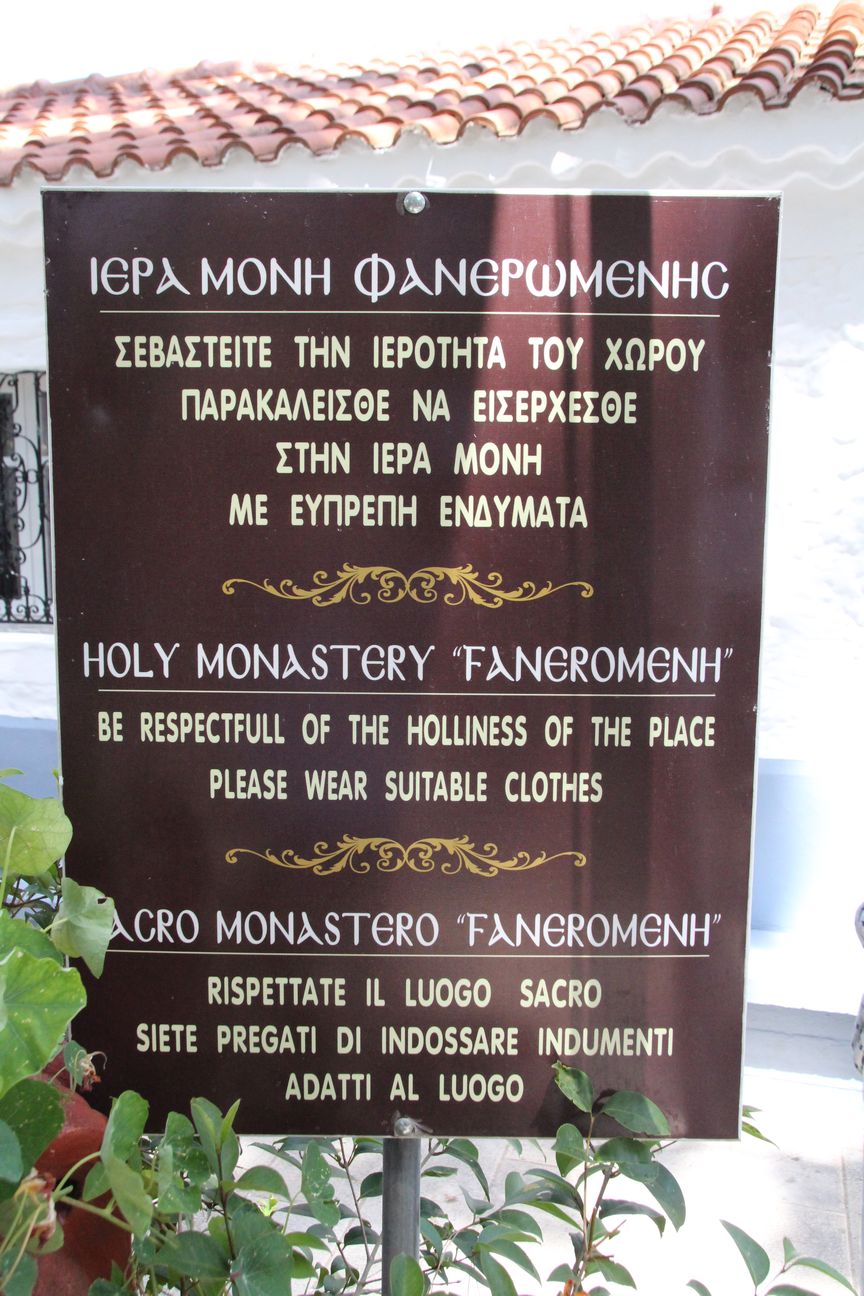 ΙΕΡΑ ΜΟΝΗ ΦΑΝΕΡΩΜΕΝΗC
ΣΕΒΑΣΤΕΙΤΕ ΤΗΝ ΙΕΡΟΤΗΤΑ ΤΟΥ ΧΩΡΟΥ
ΠΑΡΑΚΑΛΕΙΣΘΕ ΝΑ ΕΙΣΕΡΧΕΣΘΕ
ΣΤΗΝ ΙΕΡΑ ΜΟΝΗ
ΜΕ ΕΥΠΡΕΠΗ ΕΝΔΥΜΑΤΑ
HOLY MONASTERY "FANEROMENH"
BE RESPECTFULL OF THE HOLLINESS OF THE PLACE
PLEASE WEAR SUITABLE CLOTHES
SACRO MONASTERO "FANEROMENH"
RISPETTATE IL LUOGO SACRO
SIETE PREGATI DI INDOSSARE INDUMENTI
ADATTI AL LUOGO